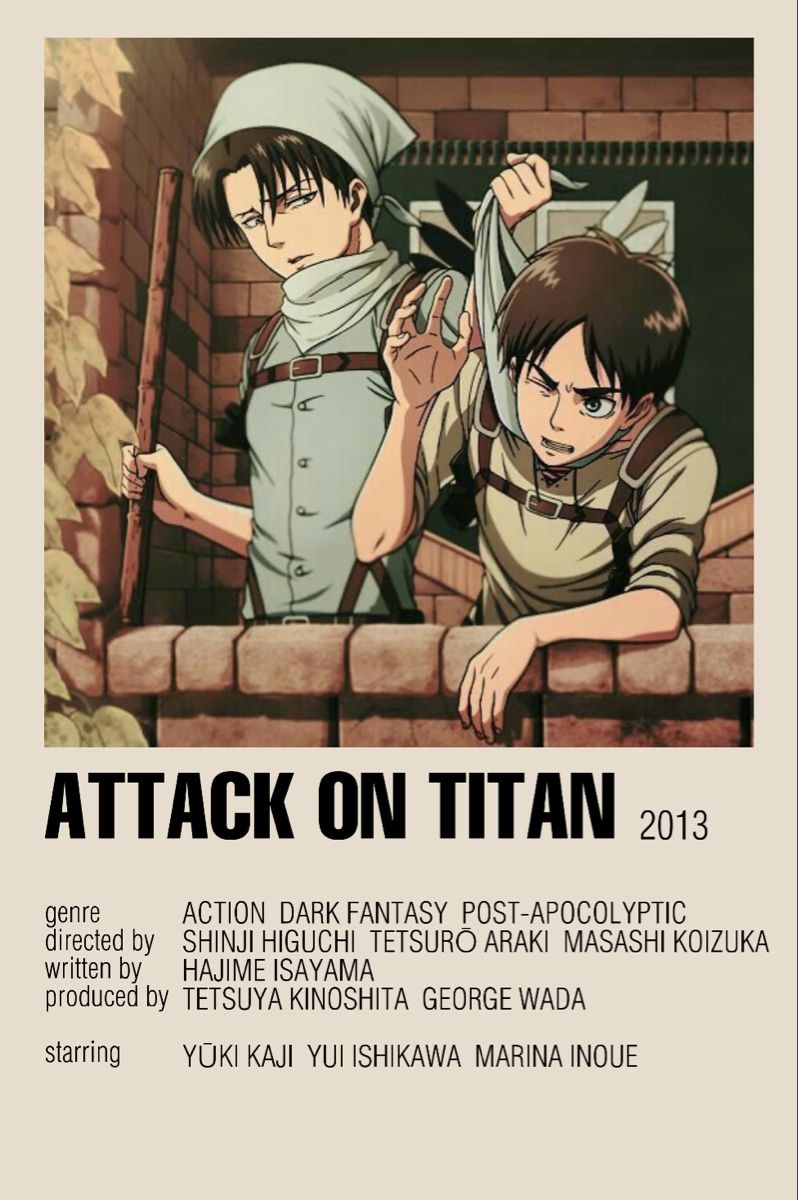 ATTACK ON TITAN 2013
genre ACTION DARK FANTASY POST-APOCOLYPTIC
directed by SHINJI HIGUCHI TETSURŌ ARAKI MASASHI KOIZUKA
written by HAJIME ISAYAMA
produced by TETSUYA KINOSHITA GEORGE WADA
starring YŪKI KAJI YUI ISHIKAWA MARINA INOUE